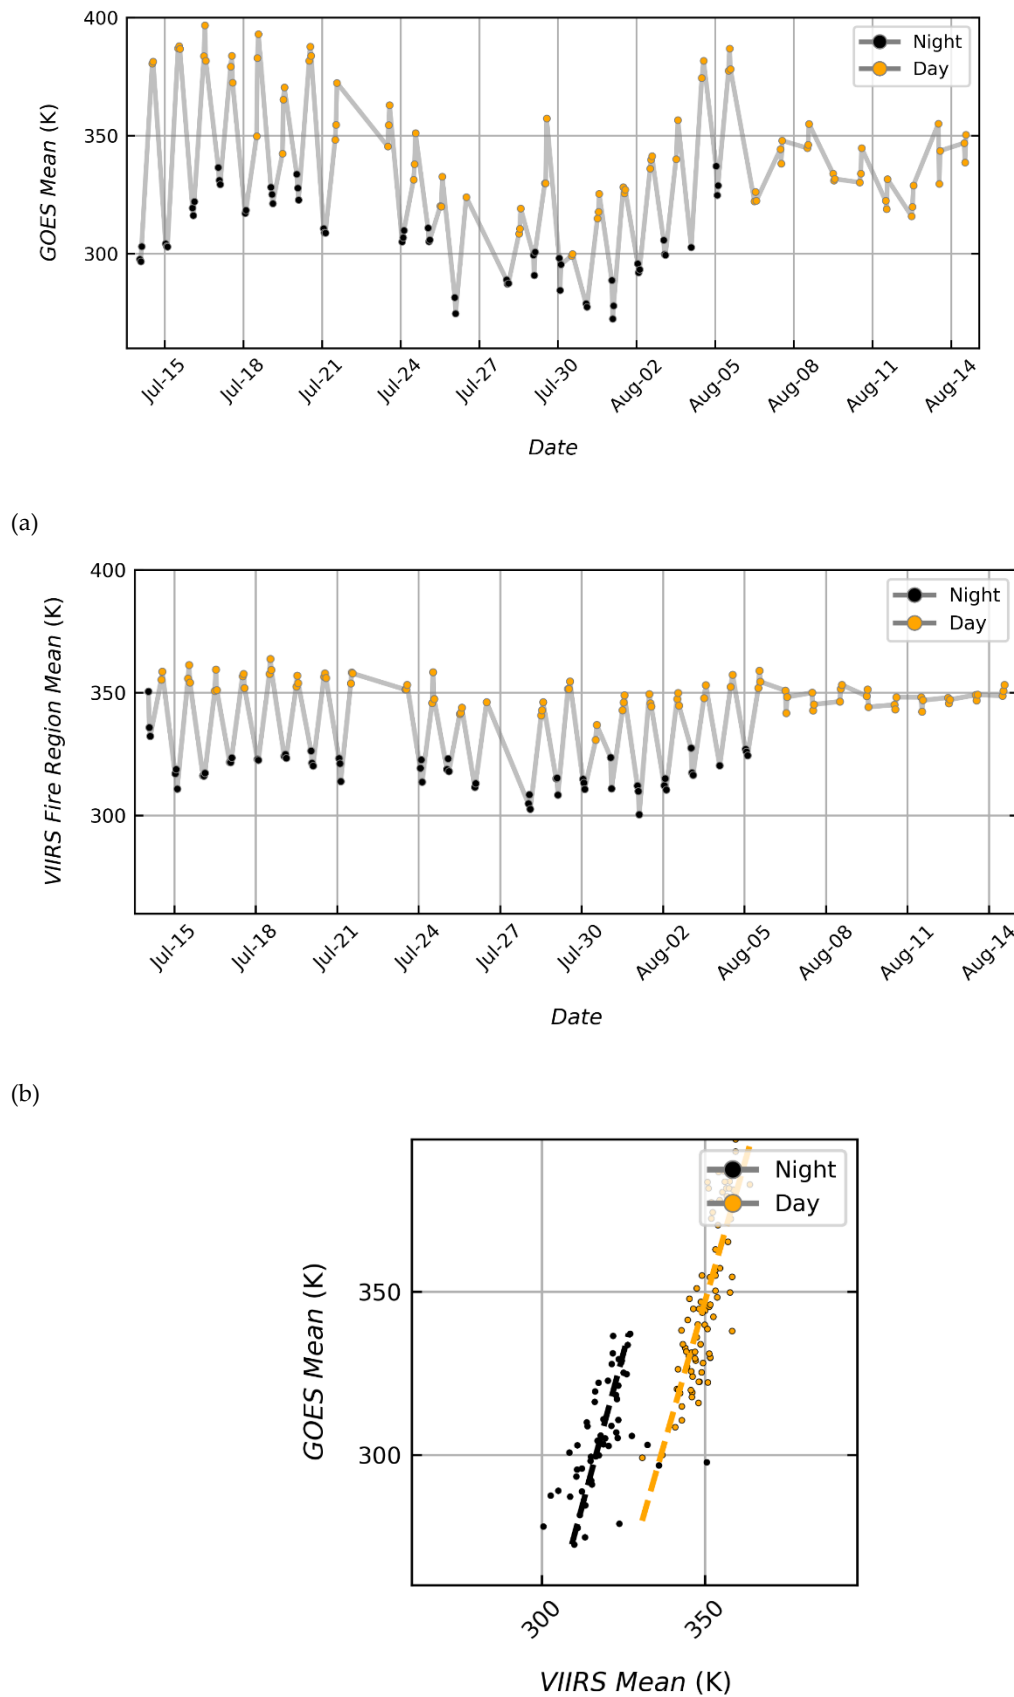 400
350
300
GOES Mean (K)
Night
Day
Jul-15
Jul-18
Jul-21
Jul-24
Jul-27
Jul-30
Aug-02
Aug-05
Aug-08
Aug-11
Aug-14
Date
(a)
400
350
300
VIIRS Fire Region Mean (K)
Night
Day
Jul-15
Jul-18
Jul-21
Jul-24
Jul-27
Jul-30
Aug-02
Aug-05
Aug-08
Aug-11
Aug-14
Date
(b)
Night
Day
350
300
GOES Mean (K)
300
350
VIIRS Mean (K)